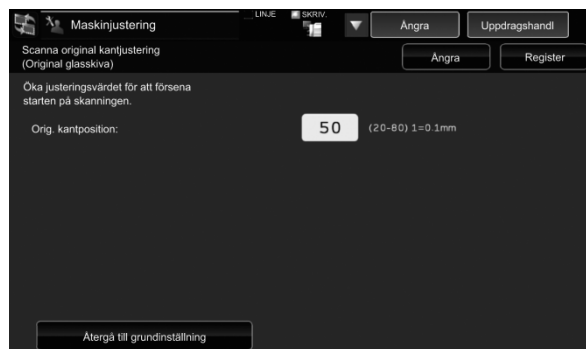 Maskinjustering
LINJE
SKRIV.
Ångra
Uppdragshandl
Scanna original kantjustering
(Original glasskiva)
Ångra
Register
Öka justeringsvärdet för att försena
starten på skanningen.
Orig. kantposition:
50
(20-80) 1=0.1mm
Återgå till grundinställning